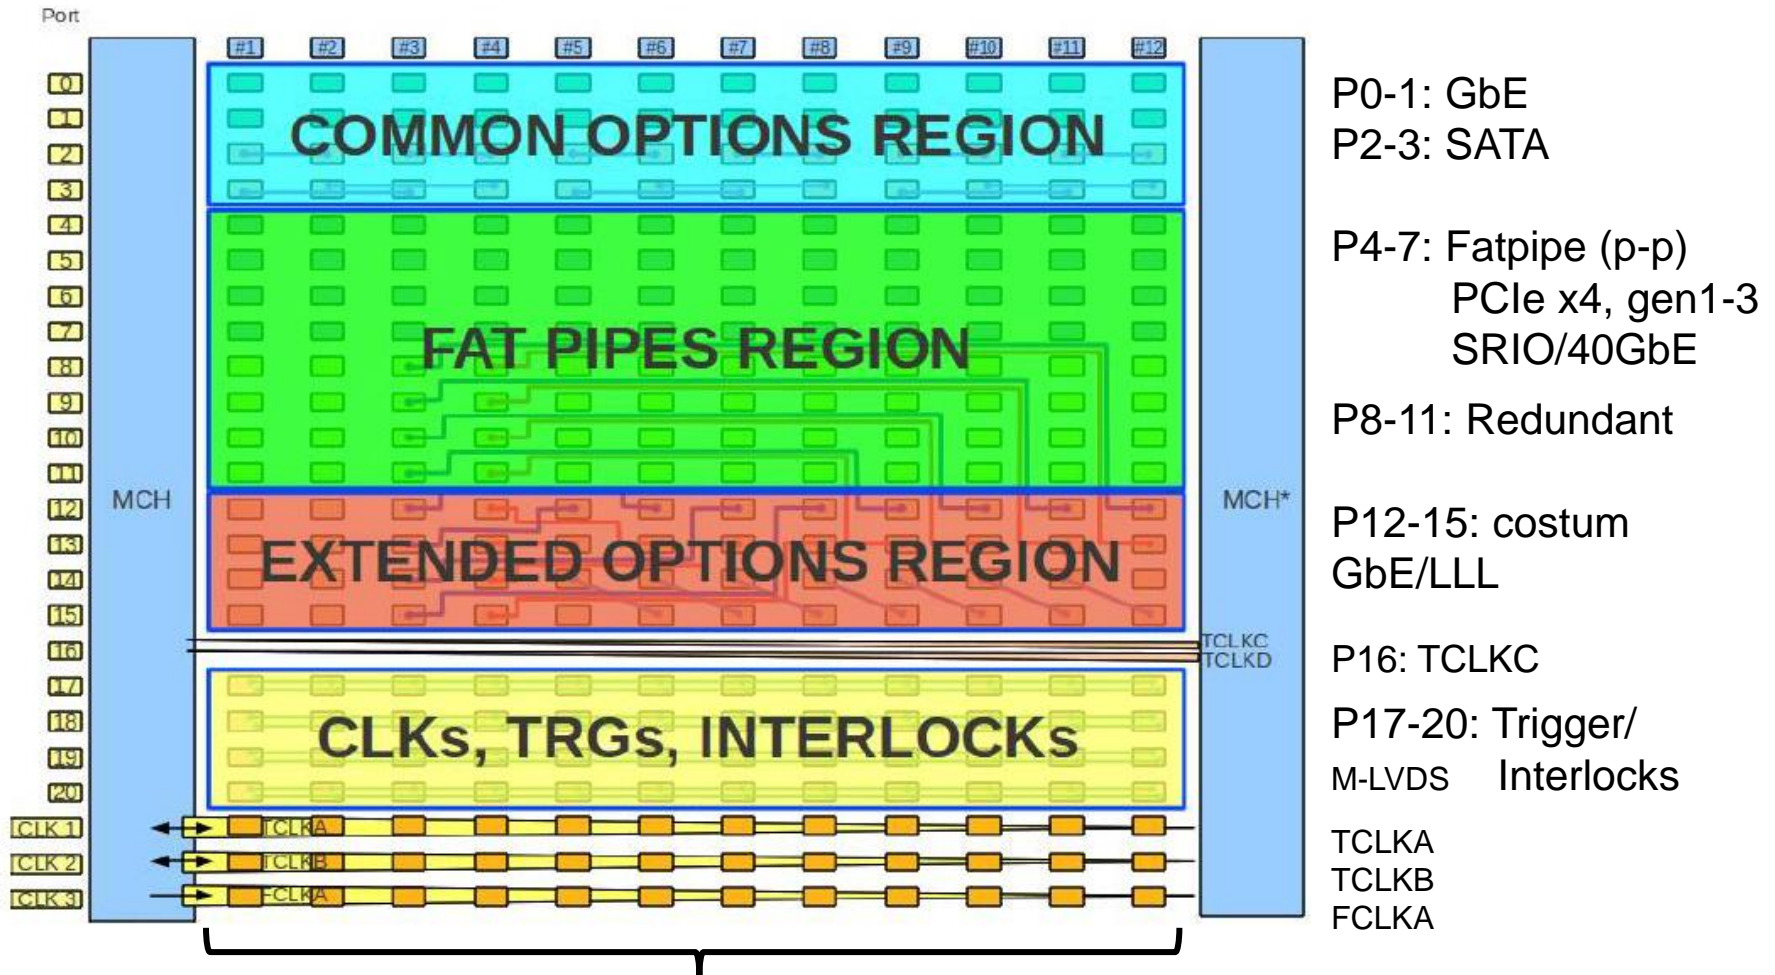 Port
#1 #2 #3 #4 #5 #6 #7 #8 #9 #10 #11 #12
0
1
2
3
4
5
6
7
8
9
10
11
12
13
14
15
16
17
18
19
20
CLK 1
CLK 2
CLK 3
MCH
COMMON OPTIONS REGION
FAT PIPES REGION
EXTENDED OPTIONS REGION
TCLKC
TCLKD
CLKs, TRGs, INTERLOCKs
TCLKA
TCLKB
FCLKA
MCH*
P0-1: GbE
P2-3: SATA
P4-7: Fatpipe (p-p)
PCIe x4, gen1-3
SRIO/40GbE
P8-11: Redundant
P12-15: costum
GbE/LLL
P16: TCLKC
P17-20: Trigger/
M-LVDS Interlocks
TCLKA
TCLKB
FCLKA